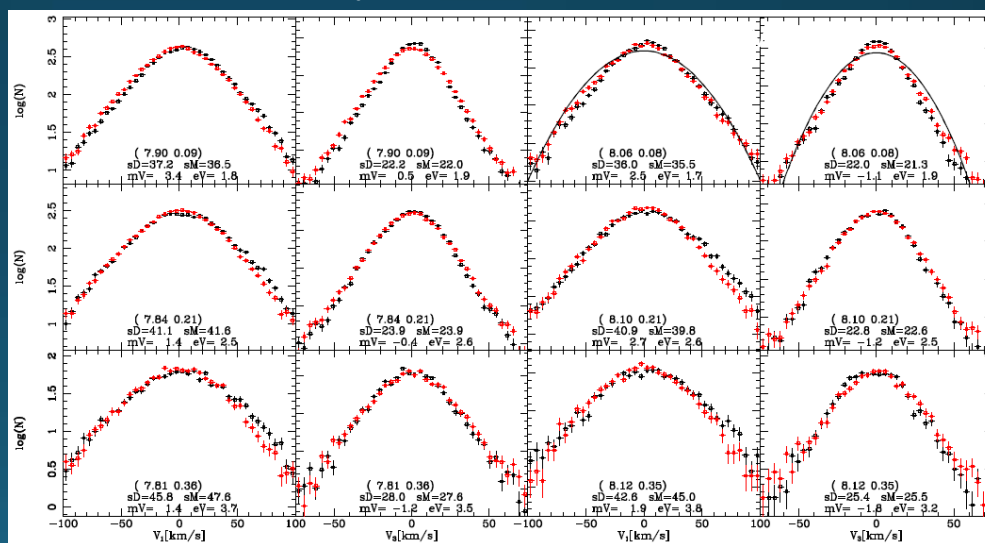 3
2.5
log(N)
2
1.5
1
( 7.90 0.09)
sD=37.2 sM=36.5
mV= 3.4 eV= 1.8
( 7.90 0.09)
sD=22.2 sM=22.0
mV= 0.5 eV= 1.9
( 8.06 0.08)
sD=36.0 sM=35.5
mV= 2.5 eV= 1.7
( 8.06 0.08)
sD=22.0 sM=21.3
mV= −1.1 eV= 1.9
2.5
log(N)
2
1.5
1
( 7.84 0.21)
sD=41.1 sM=41.6
mV= 1.4 eV= 2.5
( 7.84 0.21)
sD=23.9 sM=23.9
mV= −0.4 eV= 2.6
( 8.10 0.21)
sD=40.9 sM=39.8
mV= 2.7 eV= 2.6
( 8.10 0.21)
sD=22.8 sM=22.6
mV= −1.2 eV= 2.5
2
1.5
log(N)
1
0.5
0
( 7.81 0.36)
sD=45.8 sM=47.6
mV= 1.4 eV= 3.7
( 7.81 0.36)
sD=28.0 sM=27.6
mV= −1.2 eV= 3.5
( 8.12 0.35)
sD=42.6 sM=45.0
mV= 1.9 eV= 3.8
( 8.12 0.35)
sD=25.4 sM=25.5
mV= −1.8 eV= 3.2
−100 −50 0 50 100 −50 0 50 −100 −50 0 50 100 −50 0 50
V₁[km/s] V₃[km/s] V₁[km/s] V₃[km/s]